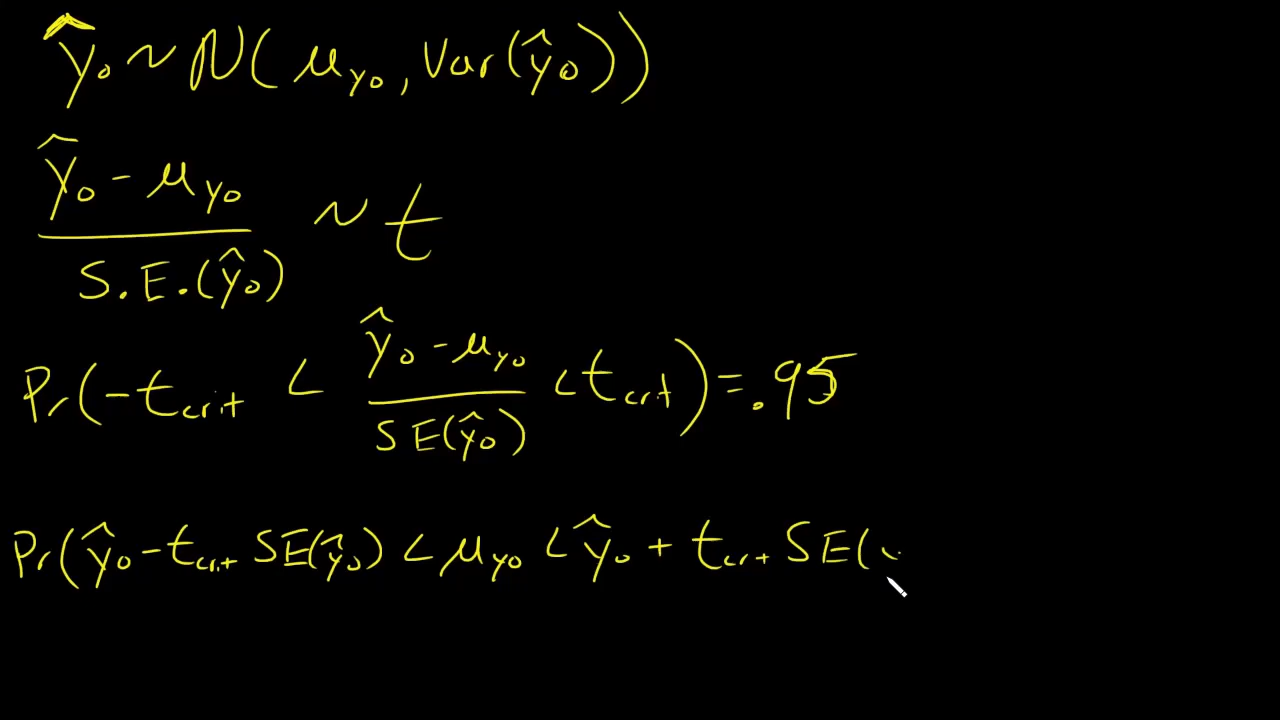 ŷ₀ ~ N(μ_y₀, Var(ŷ₀))
(ŷ₀ - μ_y₀) / S.E.(ŷ₀) ~ t
Pr(-t_crit < (ŷ₀ - μ_y₀) / SE(ŷ₀) < t_crit) = .95
Pr(ŷ₀ - t_crit SE(ŷ₀) < μ_y₀ < ŷ₀ + t_crit SE(